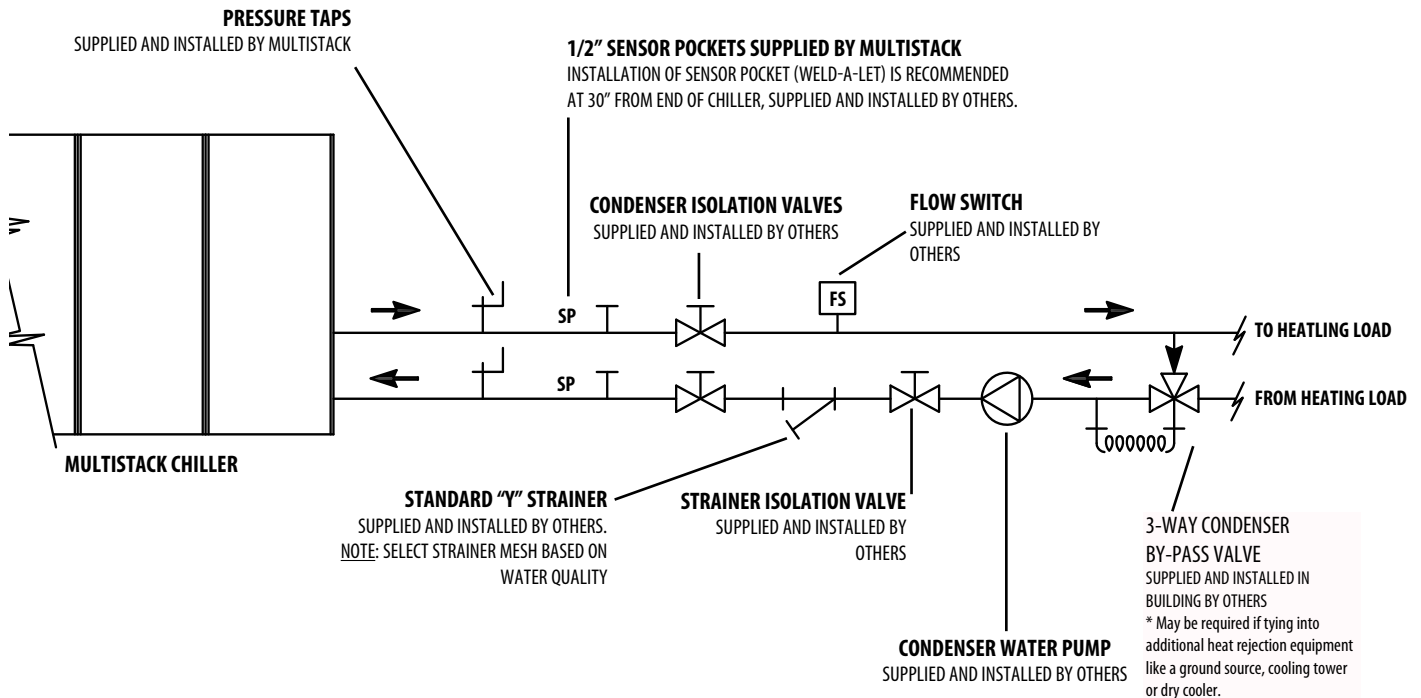 PRESSURE TAPS
SUPPLIED AND INSTALLED BY MULTISTACK
1/2” SENSOR POCKETS SUPPLIED BY MULTISTACK
INSTALLATION OF SENSOR POCKET (WELD-A-LET) IS RECOMMENDED
AT 30” FROM END OF CHILLER, SUPPLIED AND INSTALLED BY OTHERS.
CONDENSER ISOLATION VALVES
SUPPLIED AND INSTALLED BY OTHERS
FLOW SWITCH
SUPPLIED AND INSTALLED BY
OTHERS
FS
SP
TO HEATLING LOAD
SP
FROM HEATING LOAD
MULTISTACK CHILLER
STANDARD “Y” STRAINER
SUPPLIED AND INSTALLED BY OTHERS.
NOTE: SELECT STRAINER MESH BASED ON
WATER QUALITY
STRAINER ISOLATION VALVE
SUPPLIED AND INSTALLED BY
OTHERS
3-WAY CONDENSER
BY-PASS VALVE
SUPPLIED AND INSTALLED IN
BUILDING BY OTHERS
* May be required if tying into
additional heat rejection equipment
like a ground source, cooling tower
or dry cooler.
CONDENSER WATER PUMP
SUPPLIED AND INSTALLED BY OTHERS